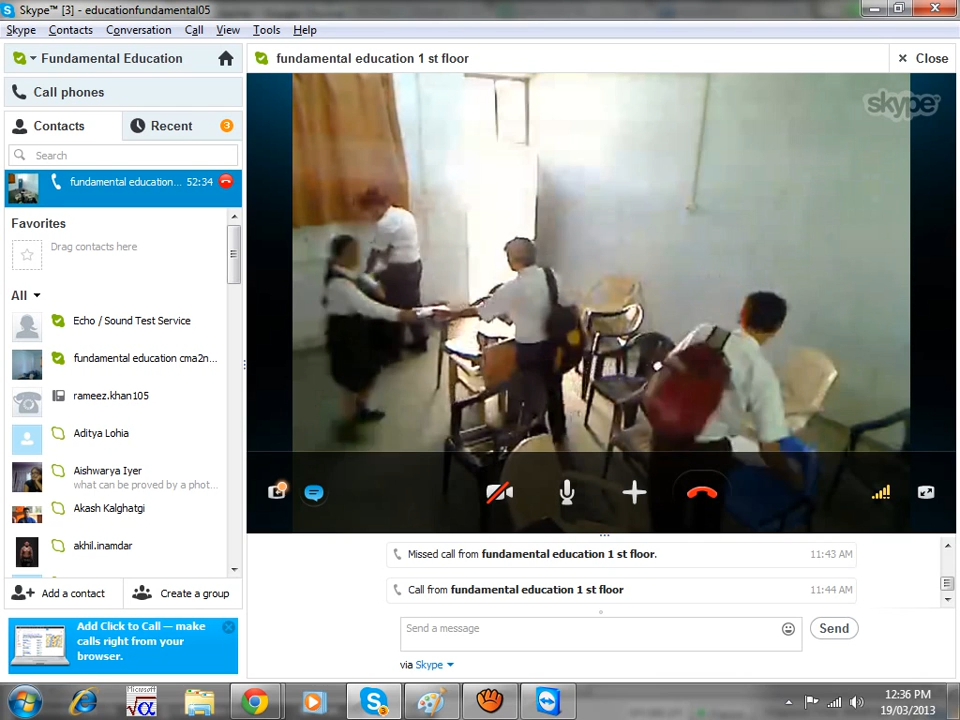 Skype™ [3] - educationfundamental05
Skype Contacts Conversation Call View Tools Help
Fundamental Education
fundamental education 1 st floor
Close
Call phones
Contacts
Recent
3
Search
fundamental education... 52:34
Favorites
Drag contacts here
All
Echo / Sound Test Service
fundamental education cma2n...
rameez.khan105
Aditya Lohia
Aishwarya Iyer
what can be proved by a phot...
Akash Kalghatgi
akhil.inamdar
Add a contact
Create a group
Add Click to Call — make
calls right from your
browser.
skype
Missed call from fundamental education 1 st floor.
11:43 AM
Call from fundamental education 1 st floor
11:44 AM
Send a message
Send
via Skype
Microsoft
√α
3
12:36 PM
19/03/2013